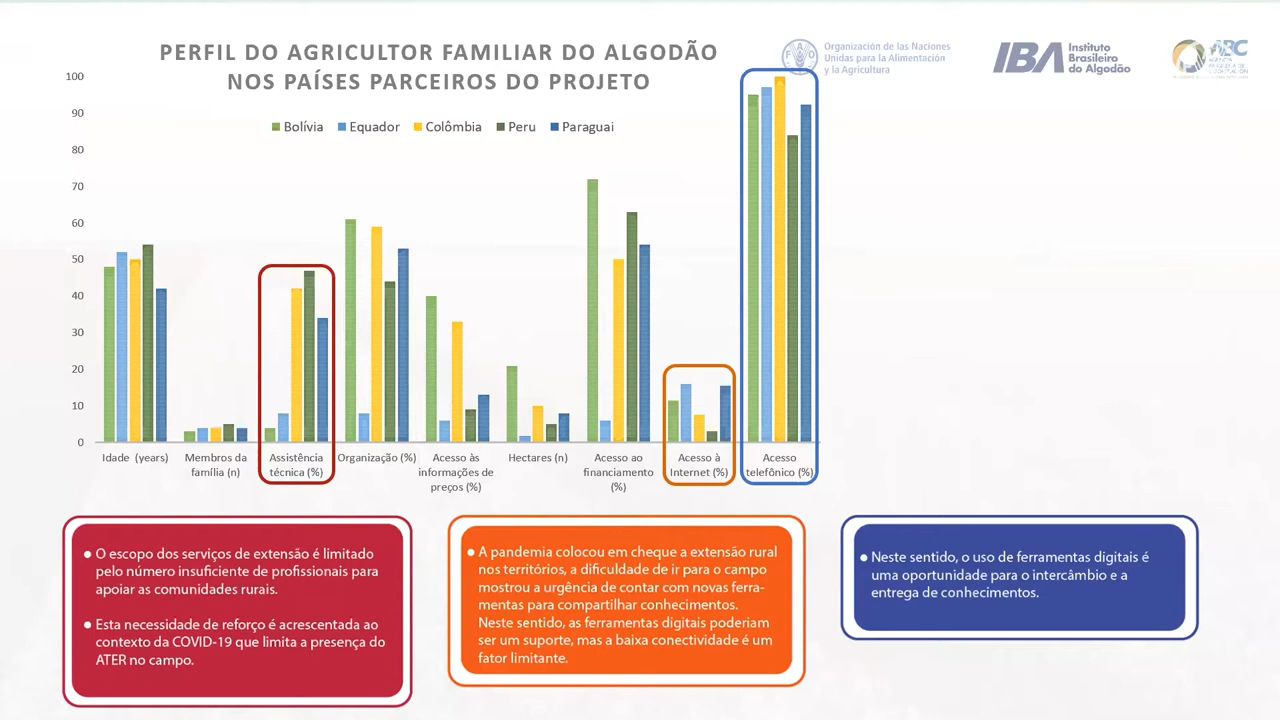 PERFIL DO AGRICULTOR FAMILIAR DO ALGODÃO
NOS PAÍSES PARCEIROS DO PROJETO
FAO
Organización de las Naciones
Unidas para la Alimentación
y la Agricultura
IBA
Instituto
Brasileiro
do Algodão
ABC
Bolívia
Equador
Colômbia
Peru
Paraguai
100
90
80
70
60
50
40
30
20
10
0
Idade (years)
Membros da
família (n)
Assistência
técnica (%)
Organização (%)
Acesso às
informações de
preços (%)
Hectares (n)
Acesso ao
financiamento
(%)
Acesso à
Internet (%)
Acesso
telefônico (%)
● O escopo dos serviços de extensão é limitado
pelo número insuficiente de profissionais para
apoiar as comunidades rurais.
● Esta necessidade de reforço é acrescentada ao
contexto da COVID-19 que limita a presença do
ATER no campo.
● A pandemia colocou em cheque a extensão rural
nos territórios, a dificuldade de ir para o campo
mostrou a urgência de contar com novas ferra-
mentas para compartilhar conhecimentos.
Neste sentido, as ferramentas digitais poderiam
ser um suporte, mas a baixa conectividade é um
fator limitante.
● Neste sentido, o uso de ferramentas digitais é
uma oportunidade para o intercâmbio e a
entrega de conhecimentos.